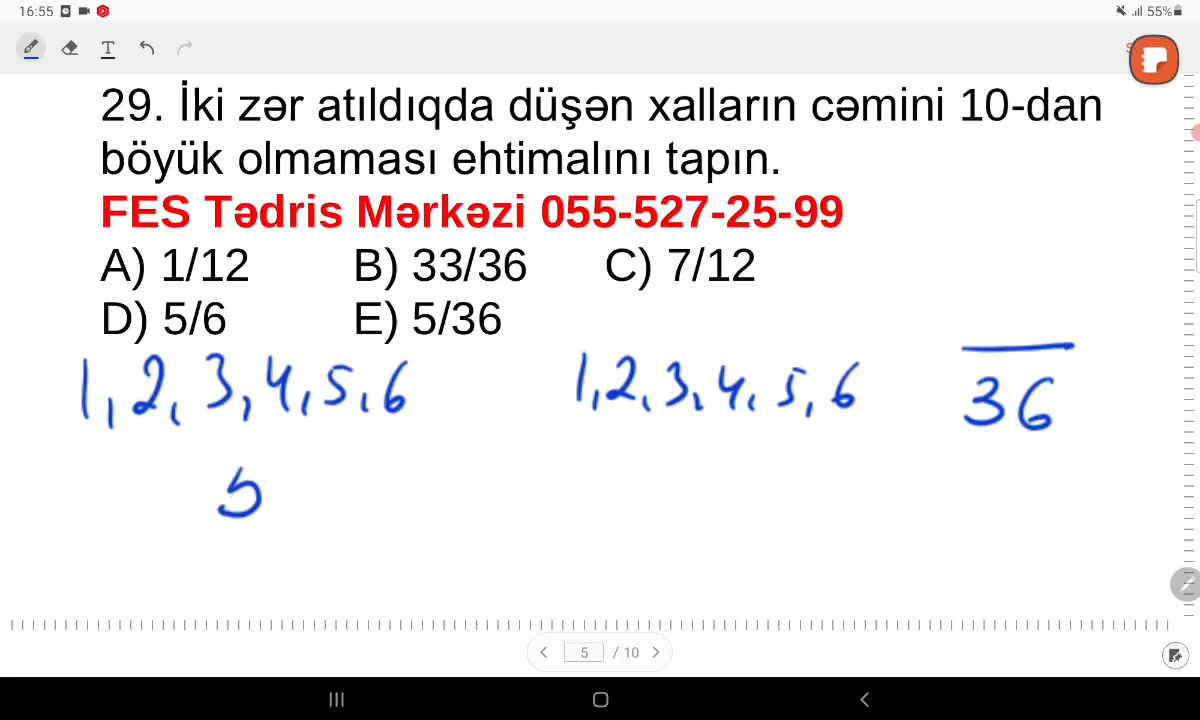 16:55 55%
29. İki zər atıldıqda düşən xalların cəmini 10-dan
böyük olmaması ehtimalını tapın.
FES Tədris Mərkəzi 055-527-25-99
A) 1/12 B) 33/36 C) 7/12
D) 5/6 E) 5/36
1, 2, 3, 4, 5, 6 1, 2, 3, 4, 5, 6 36
5
5 / 10